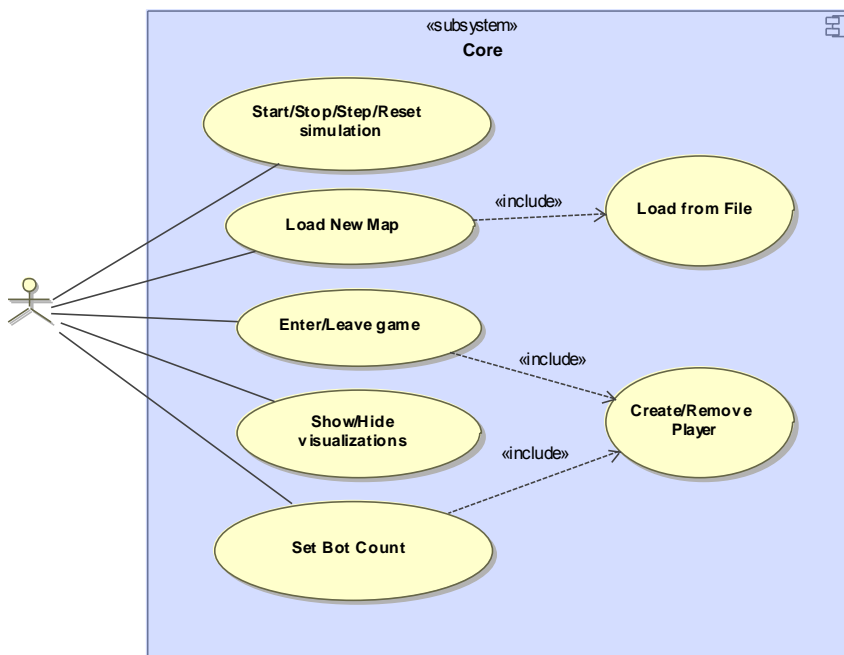 «subsystem»
Core
Start/Stop/Step/Reset
simulation
Load New Map
«include»
Load from File
Enter/Leave game
«include»
Create/Remove
Player
Show/Hide
visualizations
«include»
Set Bot Count